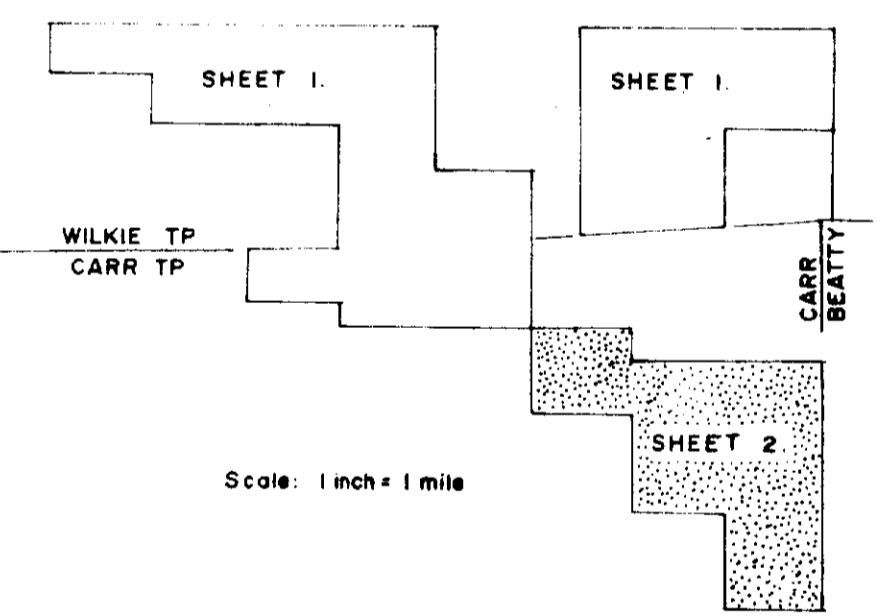 SHEET 1.
SHEET 1.
WILKIE TP
CARR TP
CARR
BEATTY
SHEET 2.
Scale: 1 inch = 1 mile